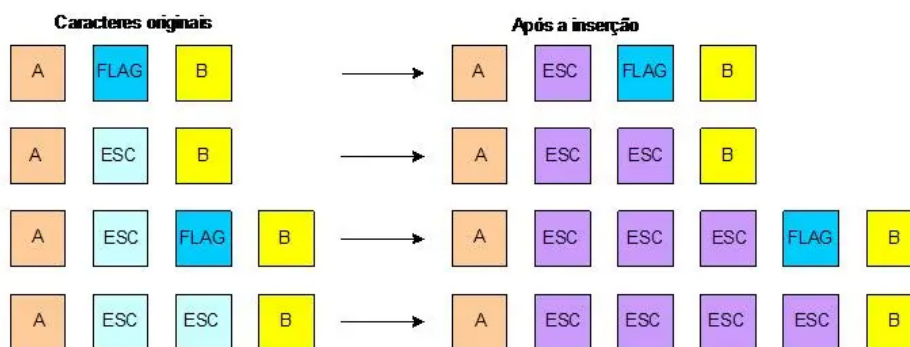 Caracteres originais Após a inserção
A FLAG B A ESC FLAG B
A ESC B A ESC ESC B
A ESC FLAG B A ESC ESC ESC FLAG B
A ESC ESC B A ESC ESC ESC ESC B